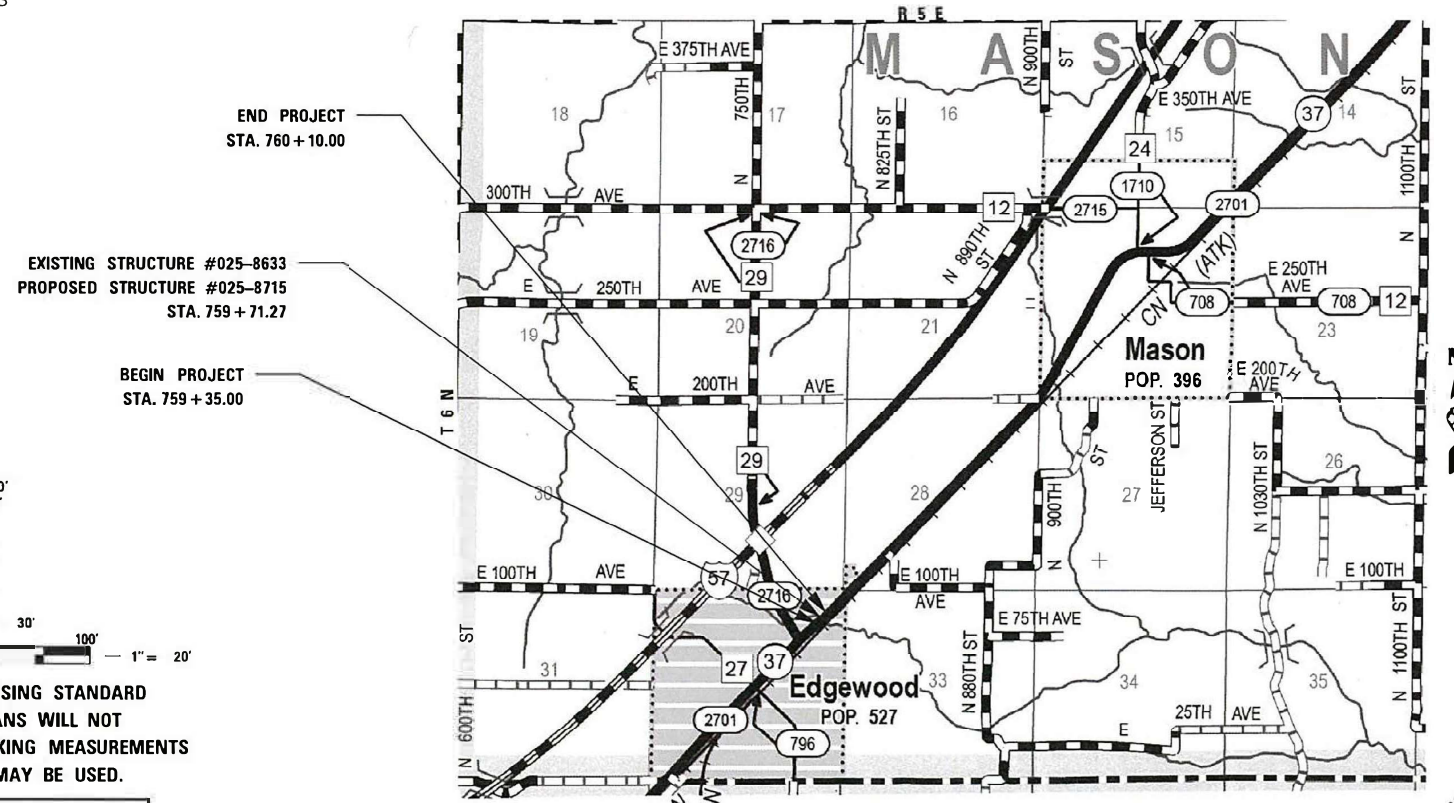 R 5 E
M A S O N
E 375TH AVE
750TH
N
N 900TH
ST
END PROJECT
STA. 760+10.00
18
17
16
15
14
37
E 350TH AVE
N 825TH ST
24
1710
1100TH ST
N
300TH AVE
12
2715
2701
2716
29
N 890TH
ST
(ATK)
CN
EXISTING STRUCTURE #025-8633
PROPOSED STRUCTURE #025-8715
STA. 759+71.27
E 250TH AVE
E 250TH
AVE
708
708
12
19
20
21
23
Mason
POP. 396
BEGIN PROJECT
STA. 759+35.00
E 200TH AVE
E 200TH
AVE
T 6 N
29
JEFFERSON ST
ST
N 1030TH ST
26
30
29
28
27
900TH
N
E 100TH AVE
57
2716
E 100TH
AVE
E 100TH
E 75TH AVE
30'
100'
1"= 20'
ST
600TH
N
31
27
37
Edgewood
POP. 527
33
N 880TH ST
34
35
N 1100TH ST
2701
796
E 25TH AVE
SING STANDARD
ANS WILL NOT
KING MEASUREMENTS
MAY BE USED.